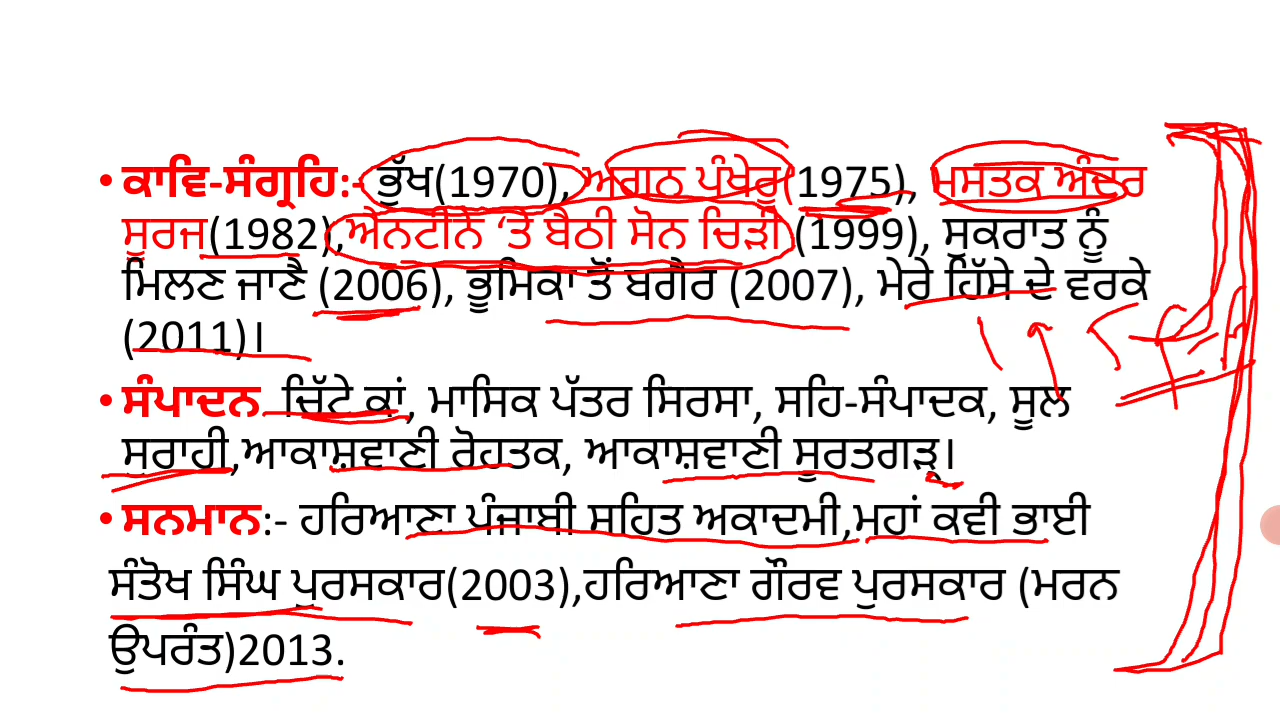 • ਕਾਵਿ-ਸੰਗ੍ਰਹਿ:- ਭੁੱਖ(1970), ਅਗਨ ਪੰਖੇਰੂ(1975), ਮਸਤਕ ਅੰਦਰ
ਸੂਰਜ(1982),ਐਨਟੀਨੇ ‘ਤੇ ਬੈਠੀ ਸੋਨ ਚਿੜੀ (1999), ਸੁਕਰਾਤ ਨੂੰ
ਮਿਲਣ ਜਾਣੈ (2006), ਭੂਮਿਕਾ ਤੋਂ ਬਗੈਰ (2007), ਮੇਰੇ ਹਿੱਸੇ ਦੇ ਵਰਕੇ
(2011)।
• ਸੰਪਾਦਨ ਚਿੱਟੇ ਕਾਂ, ਮਾਸਿਕ ਪੱਤਰ ਸਿਰਸਾ, ਸਹਿ-ਸੰਪਾਦਕ, ਸੂਲ
ਸੁਰਾਹੀ,ਆਕਾਸ਼ਵਾਣੀ ਰੋਹਤਕ, ਆਕਾਸ਼ਵਾਣੀ ਸੂਰਤਗੜ੍ਹ।
• ਸਨਮਾਨ:- ਹਰਿਆਣਾ ਪੰਜਾਬੀ ਸਹਿਤ ਅਕਾਦਮੀ,ਮਹਾਂ ਕਵੀ ਭਾਈ
ਸੰਤੋਖ ਸਿੰਘ ਪੁਰਸਕਾਰ(2003),ਹਰਿਆਣਾ ਗੌਰਵ ਪੁਰਸਕਾਰ (ਮਰਨ
ਉਪਰੰਤ)2013.